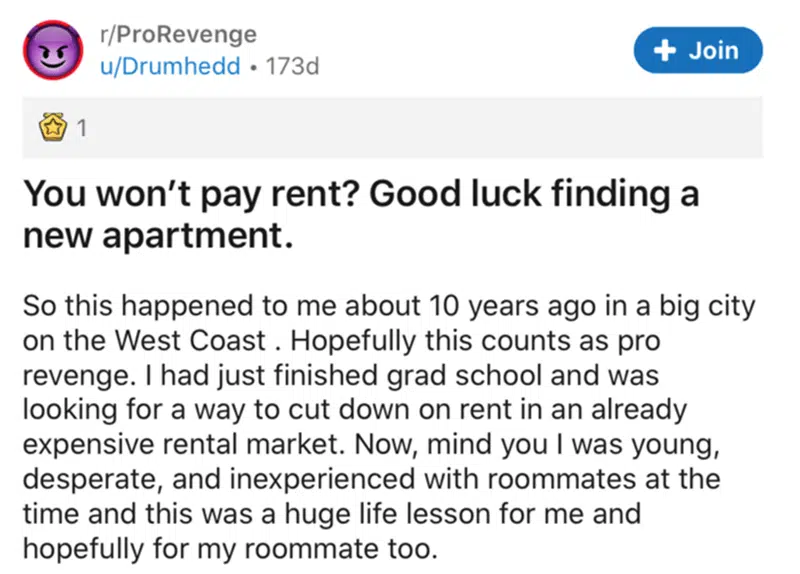 r/ProRevenge
u/Drumhedd • 173d
+ Join
1
You won’t pay rent? Good luck finding a
new apartment.
So this happened to me about 10 years ago in a big city
on the West Coast . Hopefully this counts as pro
revenge. I had just finished grad school and was
looking for a way to cut down on rent in an already
expensive rental market. Now, mind you I was young,
desperate, and inexperienced with roommates at the
time and this was a huge life lesson for me and
hopefully for my roommate too.